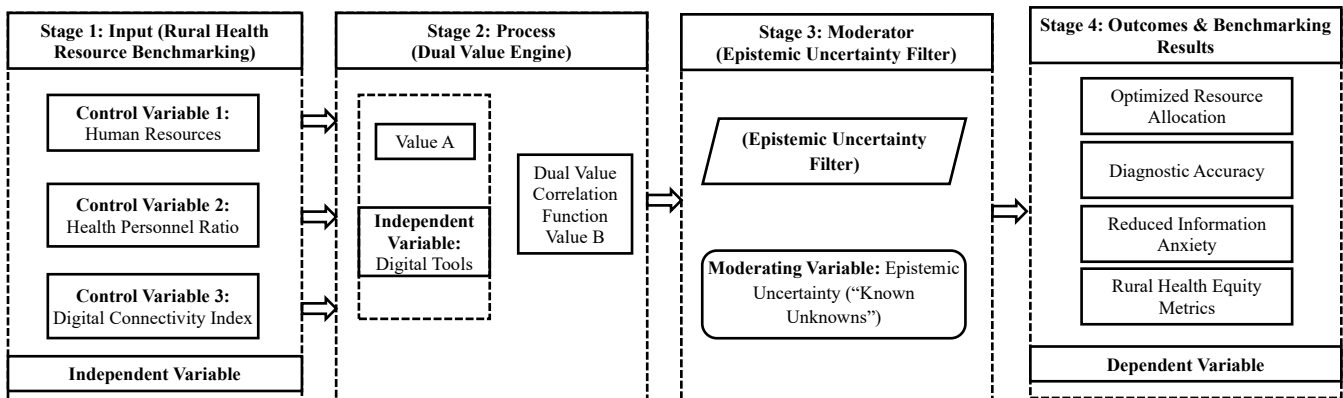 Stage 1: Input (Rural Health
Resource Benchmarking)
Control Variable 1:
Human Resources
Control Variable 2:
Health Personnel Ratio
Control Variable 3:
Digital Connectivity Index
Independent Variable
Stage 2: Process
(Dual Value Engine)
Value A
Independent
Variable:
Digital Tools
Dual Value
Correlation
Function
Value B
Stage 3: Moderator
(Epistemic Uncertainty Filter)
(Epistemic Uncertainty
Filter)
Moderating Variable: Epistemic
Uncertainty (“Known
Unknowns”)
Stage 4: Outcomes & Benchmarking
Results
Optimized Resource
Allocation
Diagnostic Accuracy
Reduced Information
Anxiety
Rural Health Equity
Metrics
Dependent Variable